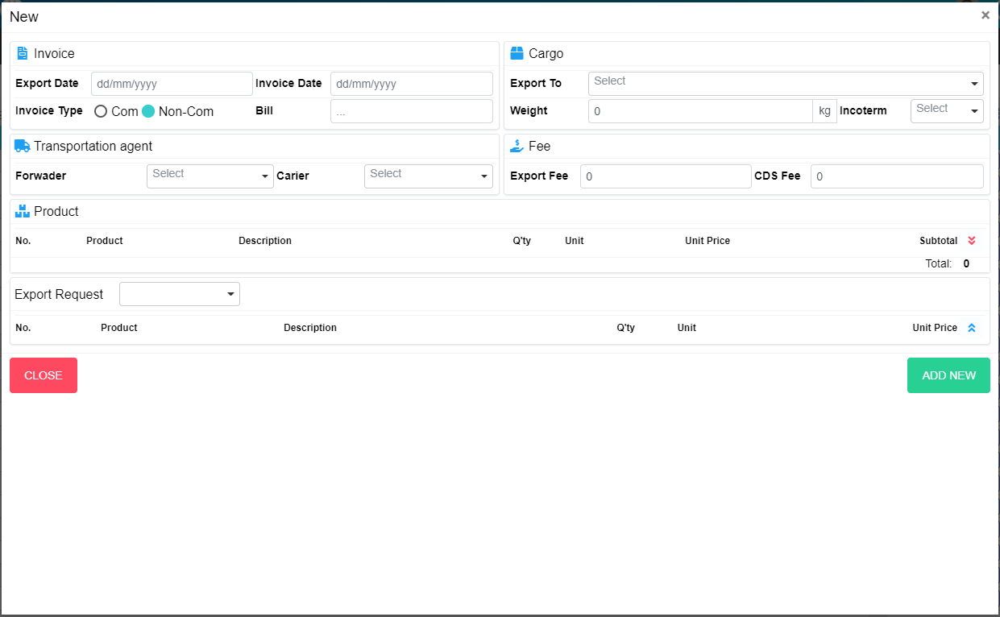 New ×
Invoice
Export Date dd/mm/yyyy Invoice Date dd/mm/yyyy
Invoice Type Com Non-Com Bill ...
Cargo
Export To Select
Weight 0 kg Incoterm Select
Transportation agent
Forwader Select Carier Select
Fee
Export Fee 0 CDS Fee 0
Product
No. Product Description Q'ty Unit Unit Price Subtotal
Total: 0
Export Request
No. Product Description Q'ty Unit Unit Price
CLOSE ADD NEW